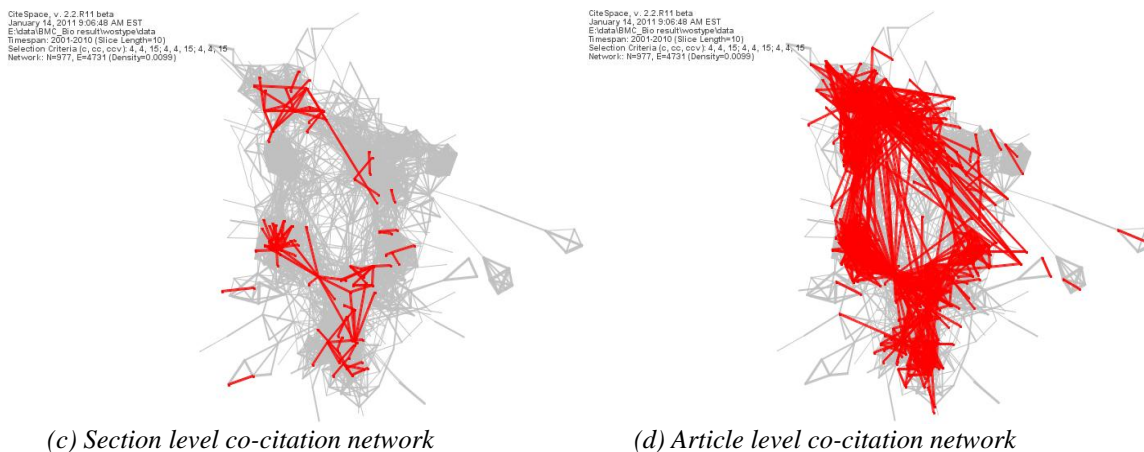 CiteSpace, v. 2.2.R11 beta
January 14, 2011 9:06:48 AM EST
E:\data\BMC_Bio result\wostype\data
Timespan: 2001-2010 (Slice Length=10)
Selection Criteria (c, cc, ccv): 4, 4, 15; 4, 4, 15; 4, 4, 15
Network: N=977, E=4731 (Density=0.0099)
CiteSpace, v. 2.2.R11 beta
January 14, 2011 9:06:48 AM EST
E:\data\BMC_Bio result\wostype\data
Timespan: 2001-2010 (Slice Length=10)
Selection Criteria (c, cc, ccv): 4, 4, 15; 4, 4, 15; 4, 4, 15
Network: N=977, E=4731 (Density=0.0099)
(c) Section level co-citation network
(d) Article level co-citation network